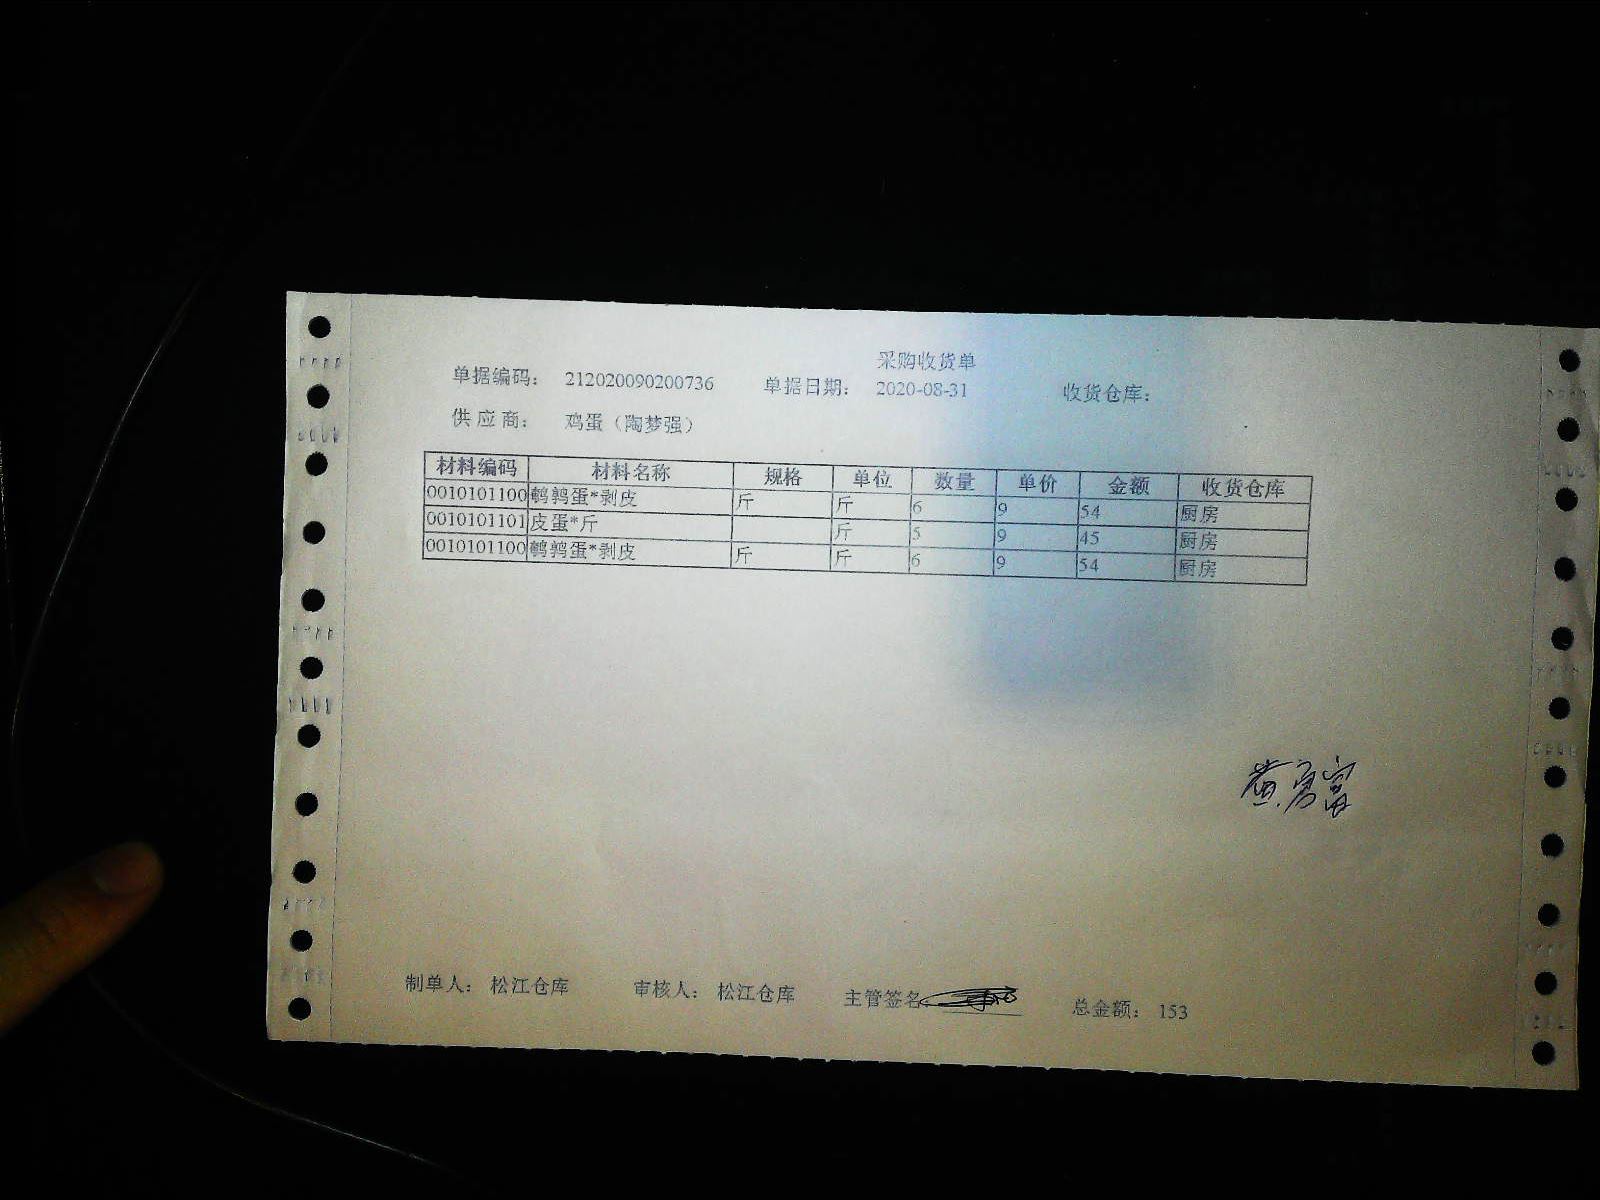 采购收货单
单据编码： 212020090200736 单据日期： 2020-08-31 收货仓库：
供应商： 鸡蛋（陶梦强）
材料编码 材料名称 规格 单位 数量 单价 金额 收货仓库
0010101100 鹌鹑蛋*剥皮 斤 斤 6 9 54 厨房
0010101101 皮蛋*斤 斤 5 9 45 厨房
0010101100 鹌鹑蛋*剥皮 斤 斤 6 9 54 厨房
制单人： 松江仓库 审核人： 松江仓库 主管签名 总金额： 153